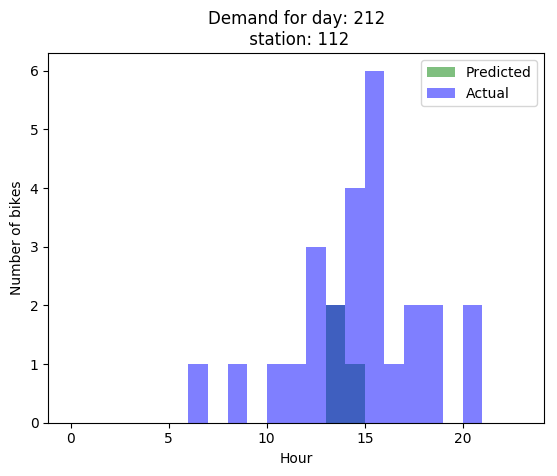 Demand for day: 212
station: 112
Predicted
Actual
Number of bikes
6
5
4
3
2
1
0
0
5
10
15
20
Hour